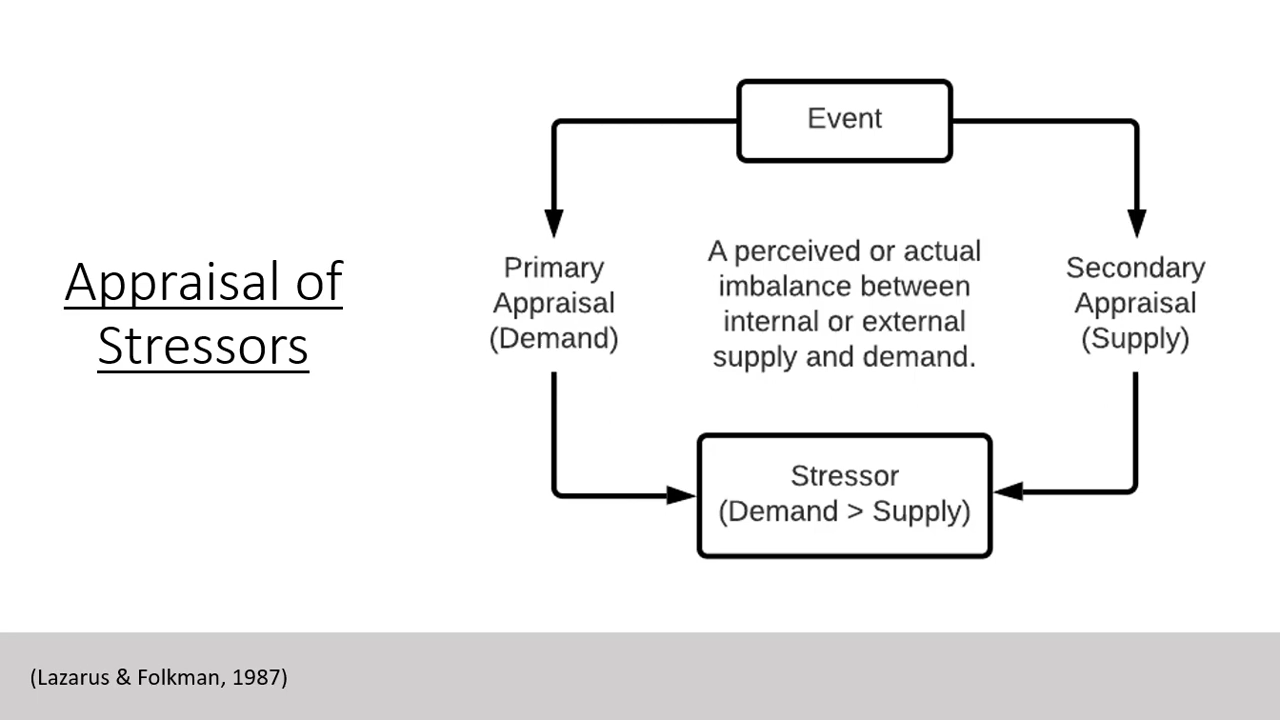 Appraisal of
Stressors
Event
Primary
Appraisal
(Demand)
A perceived or actual
imbalance between
internal or external
supply and demand.
Secondary
Appraisal
(Supply)
Stressor
(Demand > Supply)
(Lazarus & Folkman, 1987)